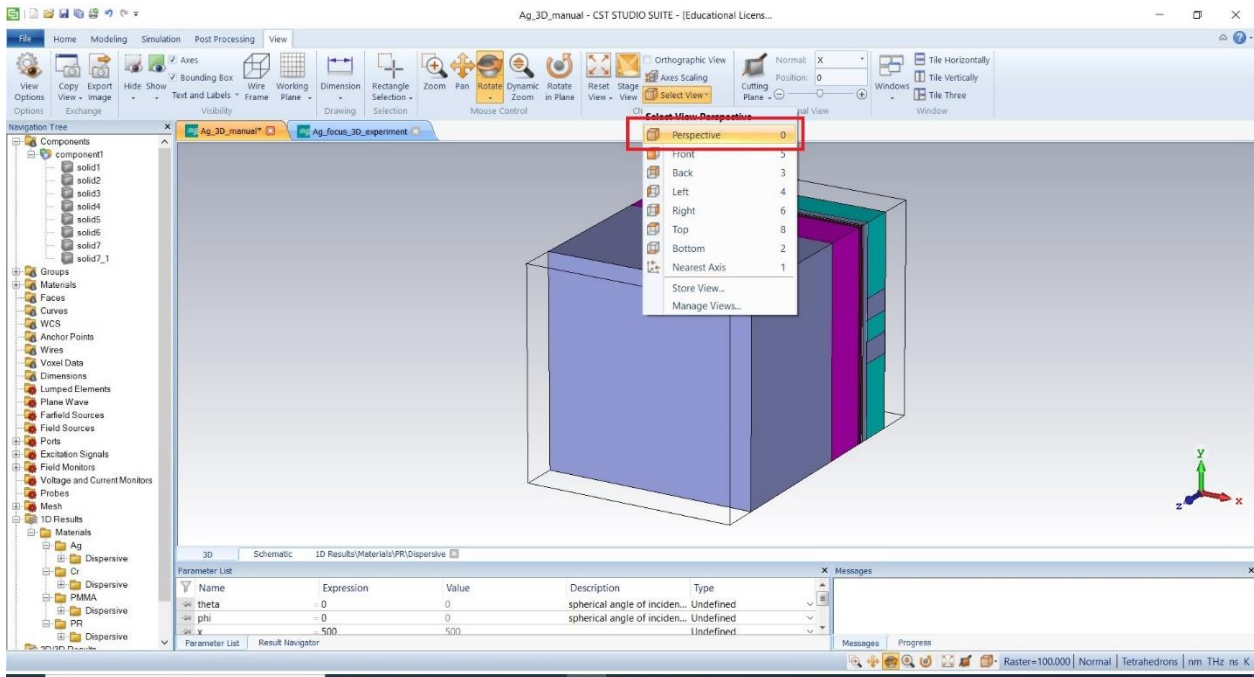 Ag_3D_manual - CST STUDIO SUITE - [Educational Licens...
File Home Modeling Simulation Post Processing View
View Options
Copy View
Export Image
Hide Show
Axes
Bounding Box
Text and Labels
Wire Frame
Working Plane
Dimension
Rectangle Selection
Zoom Pan Rotate Dynamic Zoom Rotate in Plane
Reset View
Stage View
Orthographic View
Axes Scaling
Select View
Cutting Plane
Normal: X
Position: 0
Windows
Tile Horizontally
Tile Vertically
Tile Three
Options Exchange Visibility Drawing Selection Mouse Control Ch nal View Window
Navigation Tree
Ag_3D_manual* Ag_focus_3D_experiment
Select View Perspective
Perspective 0
Front 5
Back 3
Left 4
Right 6
Top 8
Bottom 2
Nearest Axis 1
Store View...
Manage Views...
Components
component1
solid1
solid2
solid3
solid4
solid5
solid6
solid7
solid7_1
Groups
Materials
Faces
Curves
WCS
Anchor Points
Wires
Voxel Data
Dimensions
Lumped Elements
Plane Wave
Farfield Sources
Field Sources
Ports
Excitation Signals
Field Monitors
Voltage and Current Monitors
Probes
Mesh
1D Results
Materials
Ag
Dispersive
Cr
Dispersive
PMMA
Dispersive
PR
Dispersive
2D/3D Results
y
z x
3D Schematic 1D Results\Materials\PR\Dispersive
Parameter List
Name Expression Value Description Type
theta = 0 0 spherical angle of inciden... Undefined
phi = 0 0 spherical angle of inciden... Undefined
x = 500 500 Undefined
Parameter List Result Navigator
Messages
Messages Progress
Raster=100.000 Normal Tetrahedrons nm THz ns K